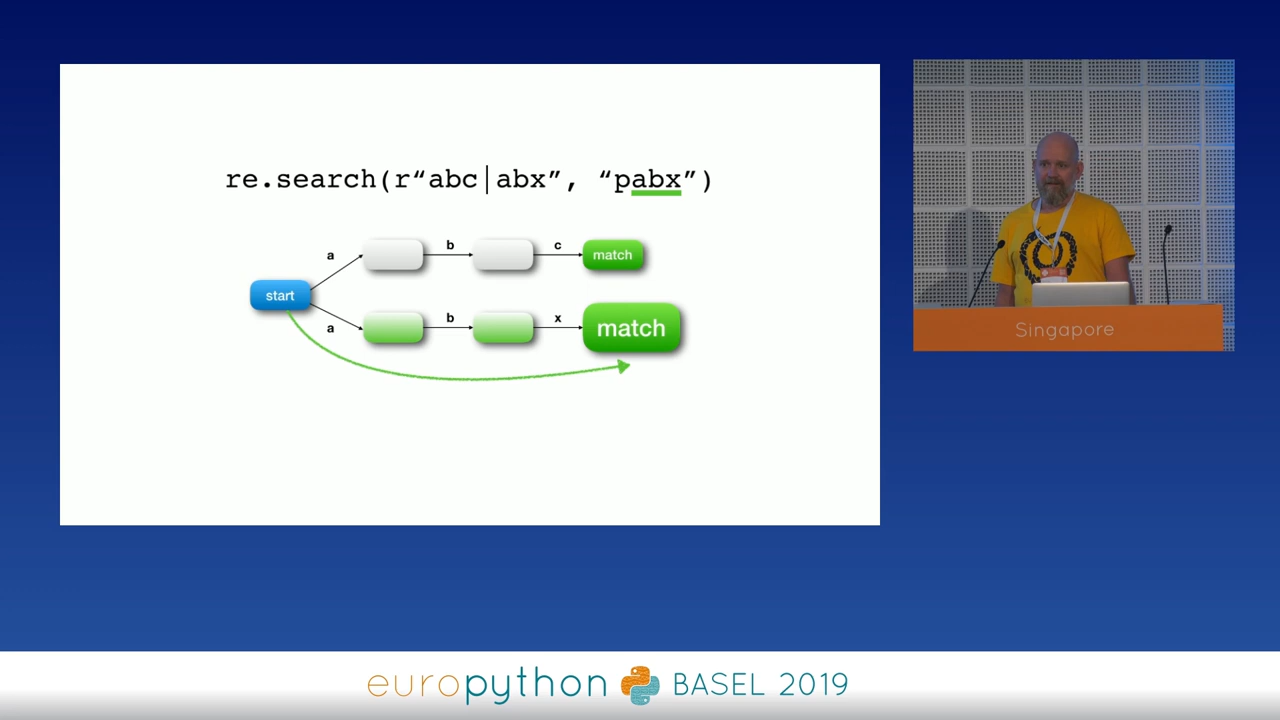 re.search(r“abc|abx”, “pabx”)
a b c match
start
a b x match
Singapore
europython BASEL 2019